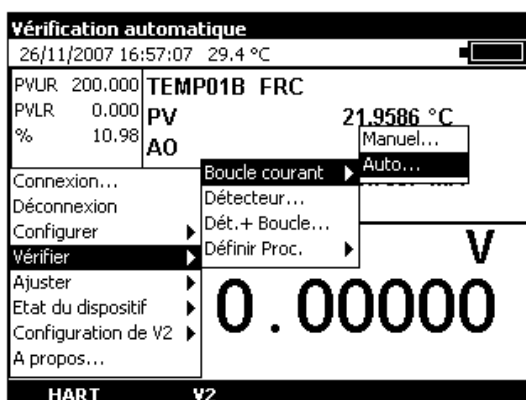 Vérification automatique
26/11/2007 16:57:07 29.4 °C
PVUR 200.000
PVLR 0.000
% 10.98
TEMP01B FRC
PV 21.9586 °C
AO
Manuel...
Auto...
Boucle courant
Détecteur...
Dét.+ Boucle...
Définir Proc.
Connexion...
Déconnexion
Configurer
Vérifier
Ajuster
Etat du dispositif
Configuration de V2
A propos...
V
0.00000
HART V2